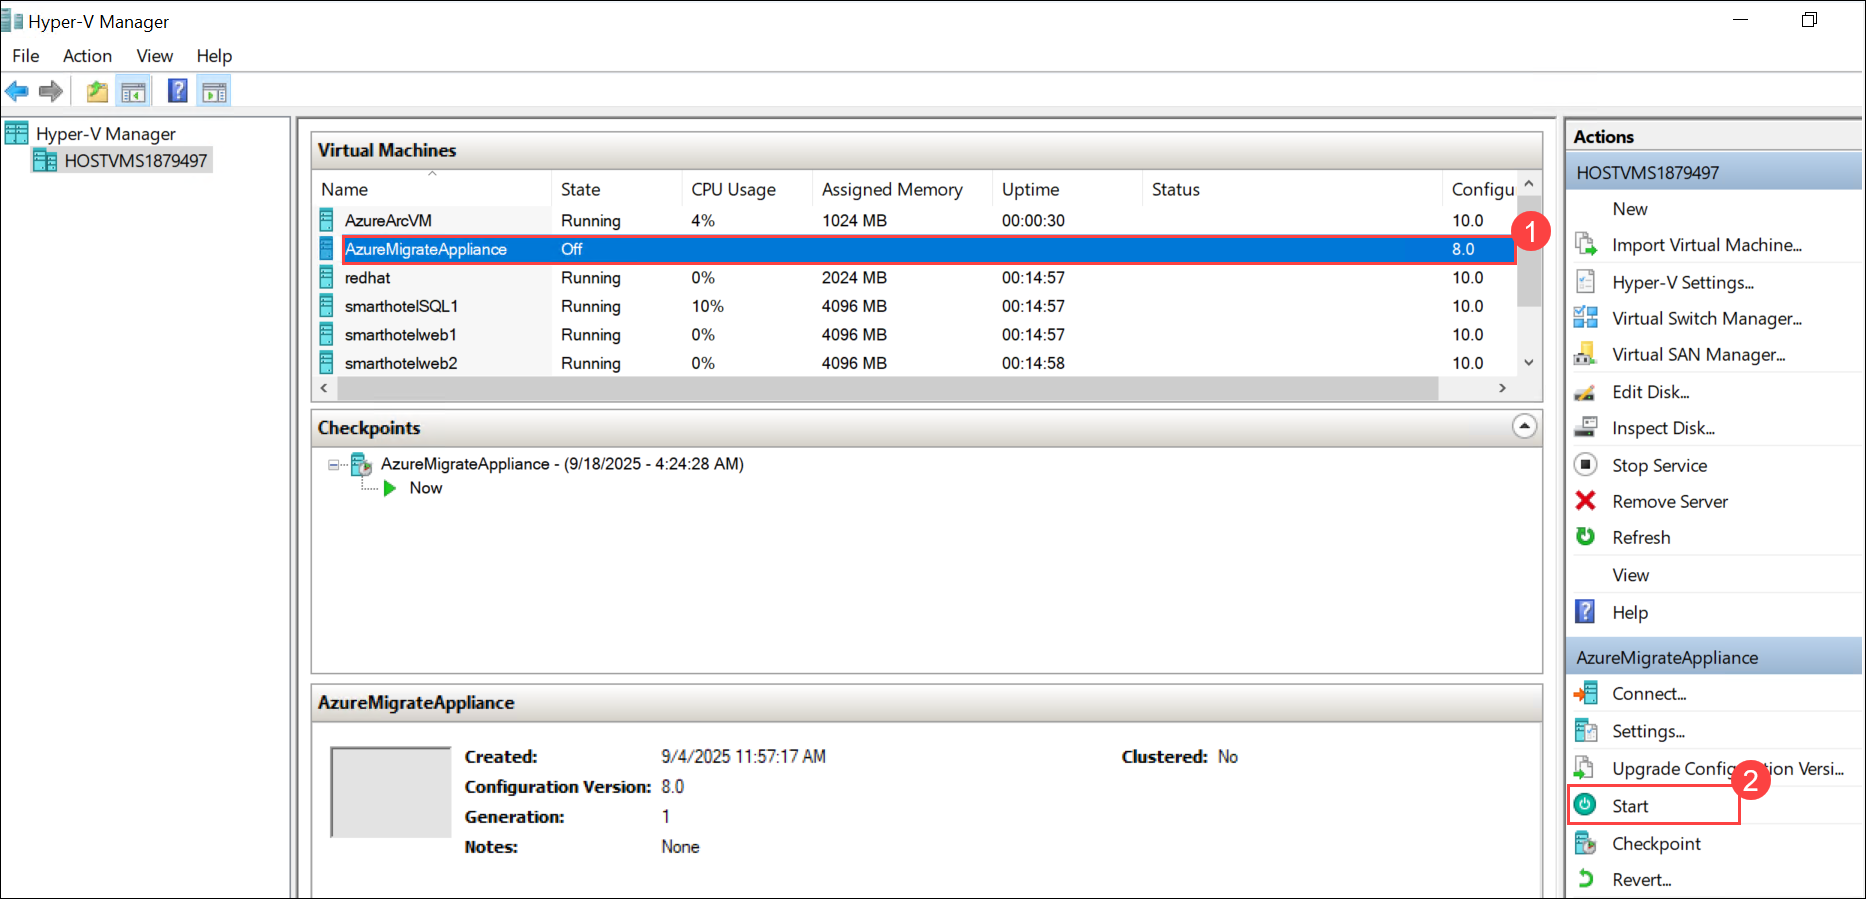 Hyper-V Manager
File Action View Help
Hyper-V Manager
HOSTVMS1879497
Virtual Machines
Name State CPU Usage Assigned Memory Uptime Status Configu
AzureArcVM Running 4% 1024 MB 00:00:30 10.0
AzureMigrateAppliance Off 8.0
1
redhat Running 0% 2024 MB 00:14:57 10.0
smarthotelSQL1 Running 10% 4096 MB 00:14:57 10.0
smarthotelweb1 Running 0% 4096 MB 00:14:57 10.0
smarthotelweb2 Running 0% 4096 MB 00:14:58 10.0
Checkpoints
AzureMigrateAppliance - (9/18/2025 - 4:24:28 AM)
Now
AzureMigrateAppliance
Created: 9/4/2025 11:57:17 AM Clustered: No
Configuration Version: 8.0
Generation: 1
Notes: None
Actions
HOSTVMS1879497
New
Import Virtual Machine...
Hyper-V Settings...
Virtual Switch Manager...
Virtual SAN Manager...
Edit Disk...
Inspect Disk...
Stop Service
Remove Server
Refresh
View
Help
AzureMigrateAppliance
Connect...
Settings...
Upgrade Config tion Versi...
2
Start
Checkpoint
Revert...